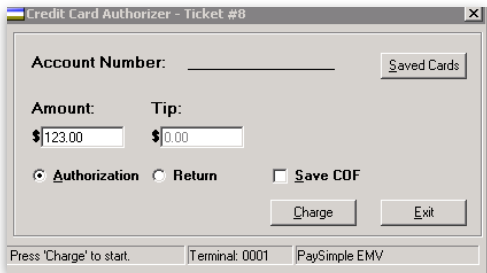 Credit Card Authorizer - Ticket #8
Account Number:
Saved Cards
Amount: Tip:
$ 123.00 $ 0.00
Authorization Return Save COF
Charge Exit
Press 'Charge' to start. Terminal: 0001 PaySimple EMV